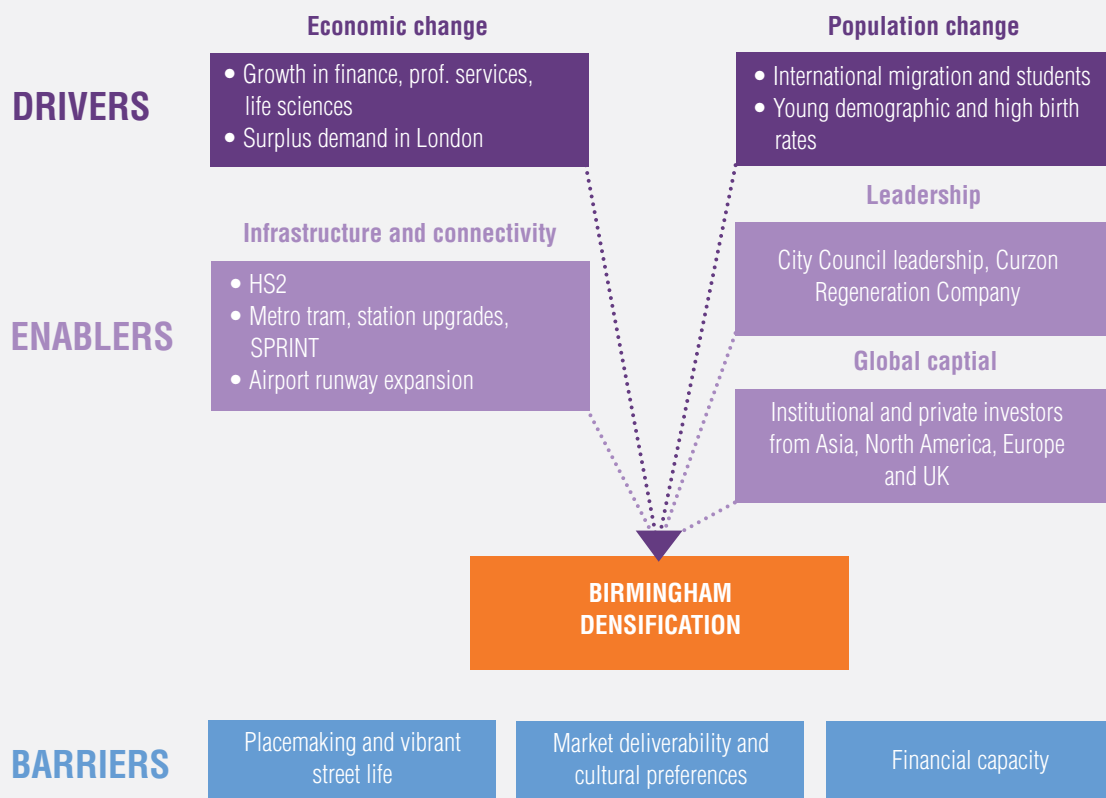 DRIVERS
Economic change
• Growth in finance, prof. services,
life sciences
• Surplus demand in London
Population change
• International migration and students
• Young demographic and high birth
rates
ENABLERS
Infrastructure and connectivity
• HS2
• Metro tram, station upgrades,
SPRINT
• Airport runway expansion
Leadership
City Council leadership, Curzon
Regeneration Company
Global captial
Institutional and private investors
from Asia, North America, Europe
and UK
BIRMINGHAM
DENSIFICATION
BARRIERS
Placemaking and vibrant
street life
Market deliverability and
cultural preferences
Financial capacity